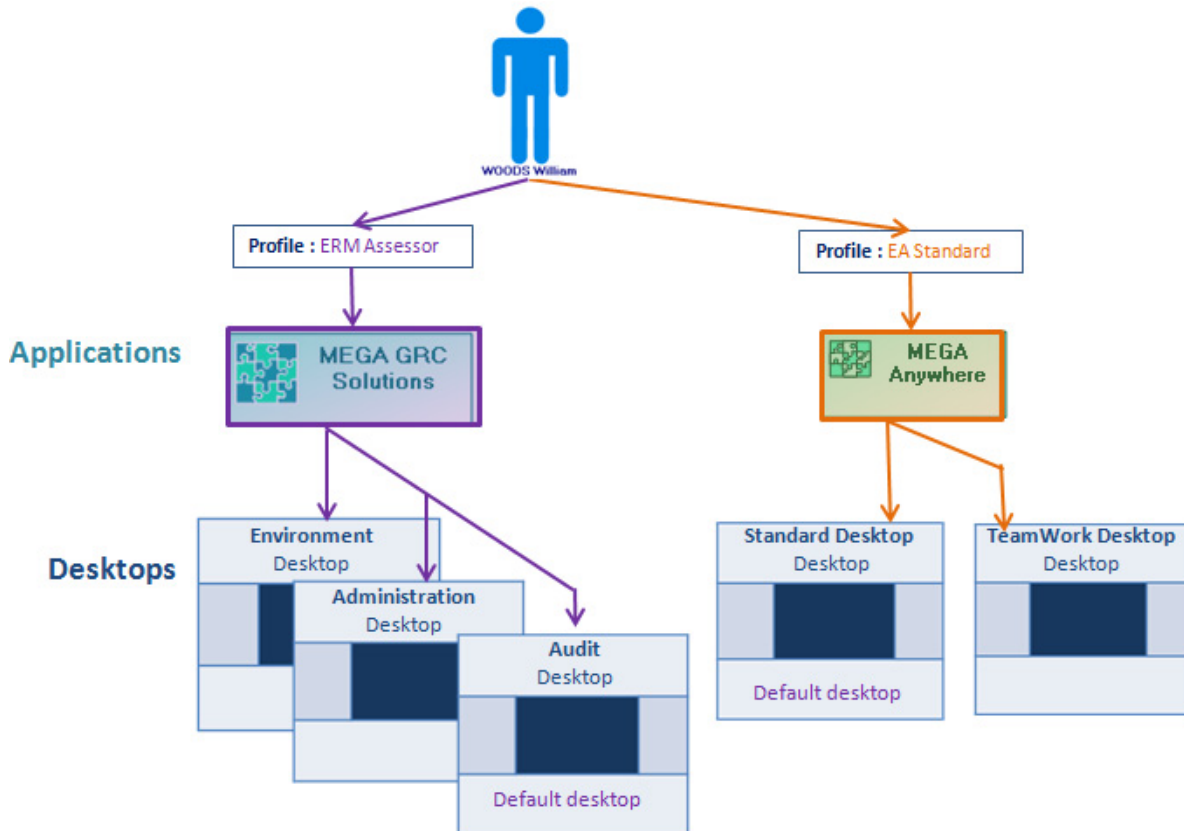 WOODS William
Profile : ERM Assessor
Profile : EA Standard
Applications
MEGA GRC
Solutions
MEGA
Anywhere
Desktops
Environment
Desktop
Administration
Desktop
Audit
Desktop
Default desktop
Standard Desktop
Desktop
Default desktop
TeamWork Desktop
Desktop